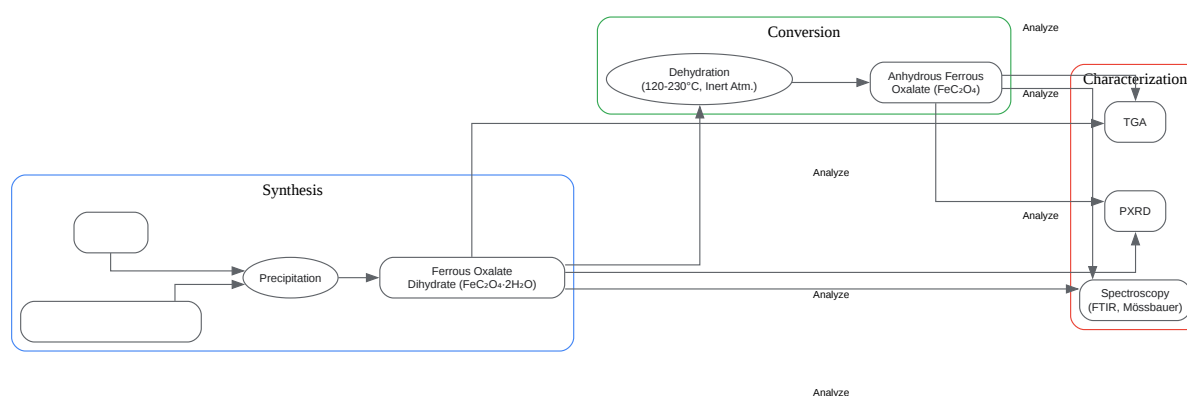 Analyze
Conversion
Dehydration
(120-230°C, Inert Atm.)
Anhydrous Ferrous
Oxalate (FeC₂O₄)
Characterization
Analyze
TGA
Analyze
Synthesis
PXRD
Analyze
Precipitation
Ferrous Oxalate
Dihydrate (FeC₂O₄·2H₂O)
Analyze
Spectroscopy
(FTIR, Mössbauer)
Analyze